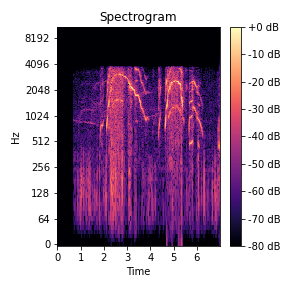 Spectrogram
8192
4096
2048
1024
512
256
128
64
0
Hz
0 1 2 3 4 5 6
Time
+0 dB
-10 dB
-20 dB
-30 dB
-40 dB
-50 dB
-60 dB
-70 dB
-80 dB